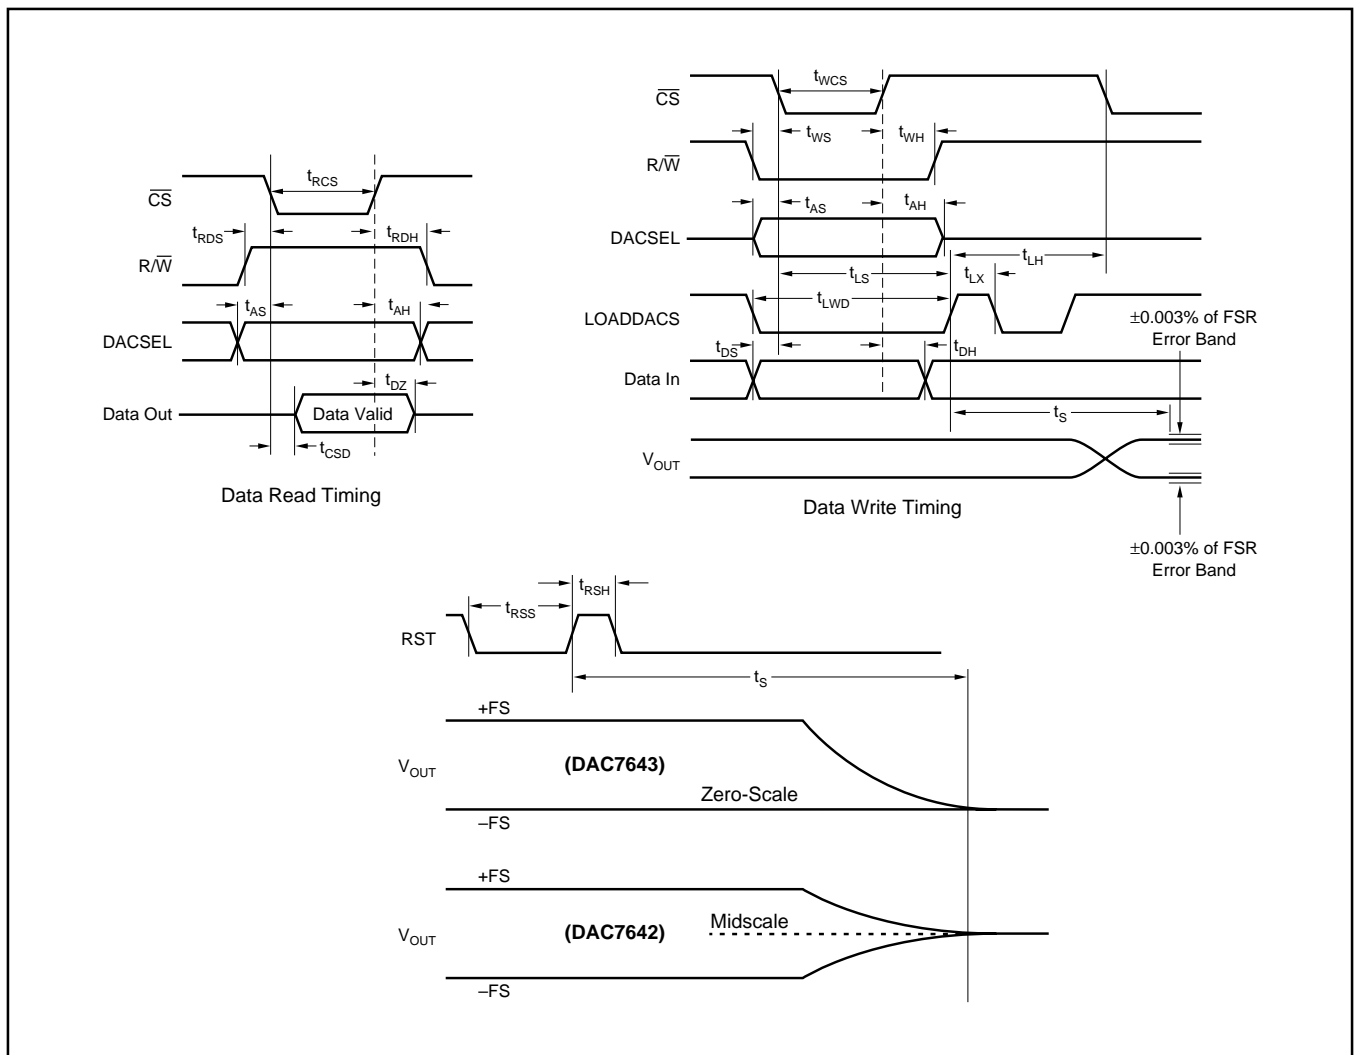 CS
tRCS
tRDS
tRDH
R/W
tAS
tAH
DACSEL
tDZ
Data Out
Data Valid
tCSD
Data Read Timing
CS
tWCS
tWS
tWH
R/W
tAS
tAH
DACSEL
tLS
tLH
tLX
tLWD
LOADDACS
±0.003% of FSR
Error Band
tDS
tDH
Data In
tS
VOUT
Data Write Timing
±0.003% of FSR
Error Band
tRSH
tRSS
RST
tS
+FS
VOUT
(DAC7643)
Zero-Scale
–FS
+FS
Midscale
VOUT
(DAC7642)
–FS